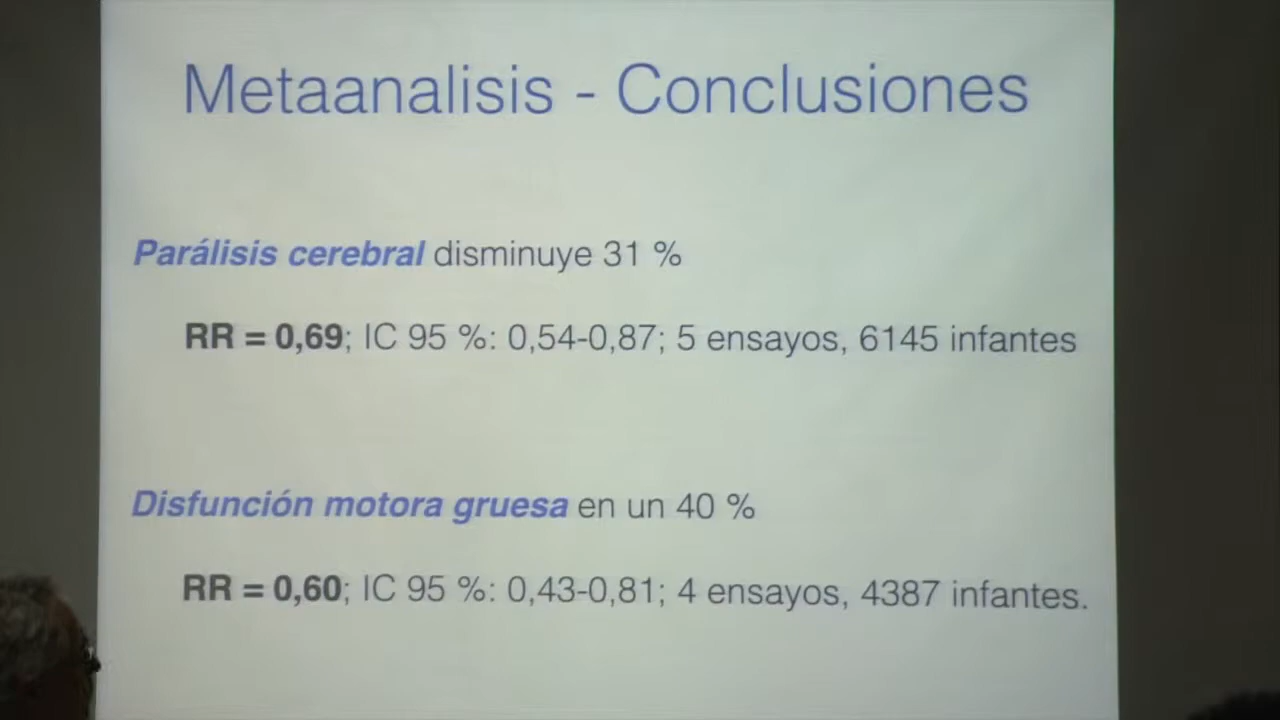 Metaanalisis - Conclusiones
Parálisis cerebral disminuye 31 %
RR = 0,69; IC 95 %: 0,54-0,87; 5 ensayos, 6145 infantes
Disfunción motora gruesa en un 40 %
RR = 0,60; IC 95 %: 0,43-0,81; 4 ensayos, 4387 infantes.